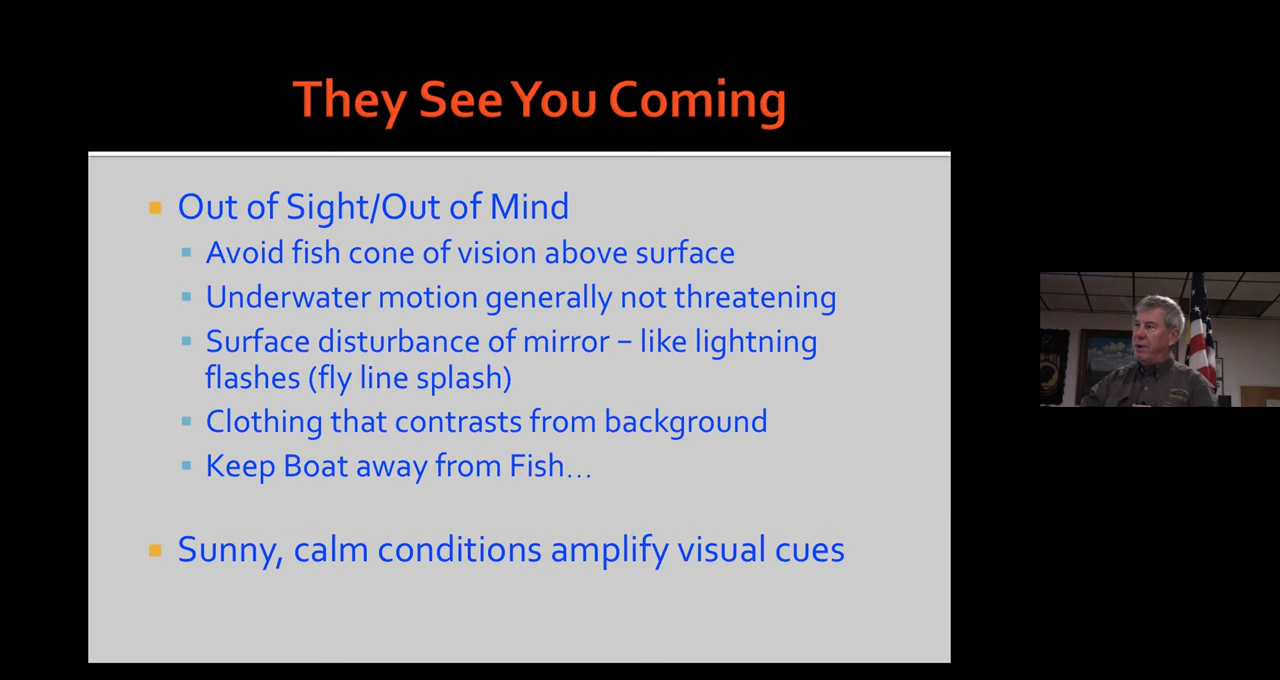 They See You Coming
Out of Sight/Out of Mind
Avoid fish cone of vision above surface
Underwater motion generally not threatening
Surface disturbance of mirror – like lightning
flashes (fly line splash)
Clothing that contrasts from background
Keep Boat away from Fish...
Sunny, calm conditions amplify visual cues